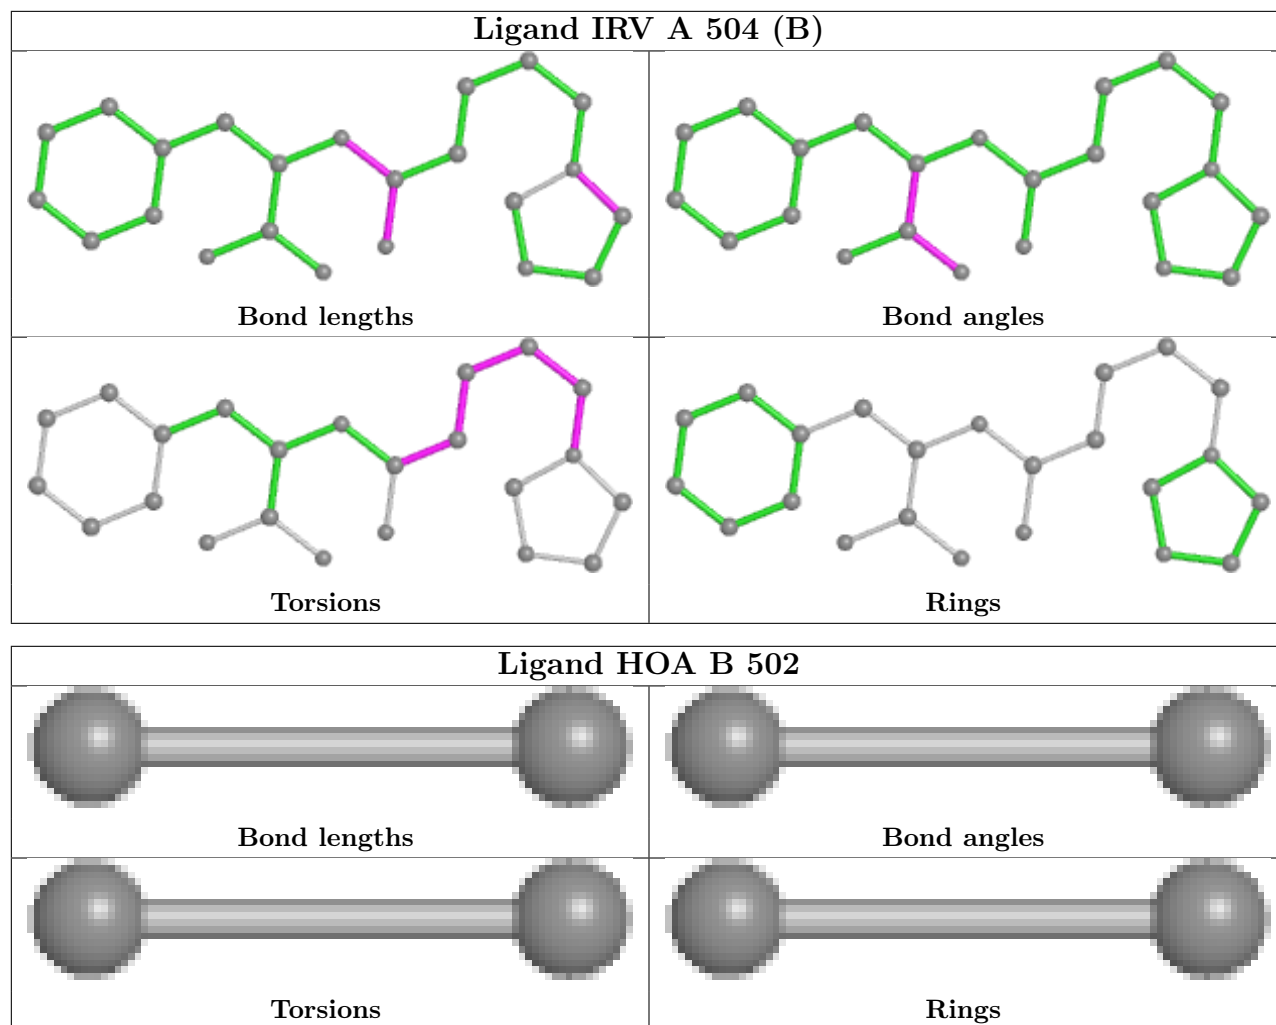 Ligand IRV A 504 (B)
Bond lengths
Bond angles
Torsions
Rings
Ligand HOA B 502
Bond lengths
Bond angles
Torsions
Rings